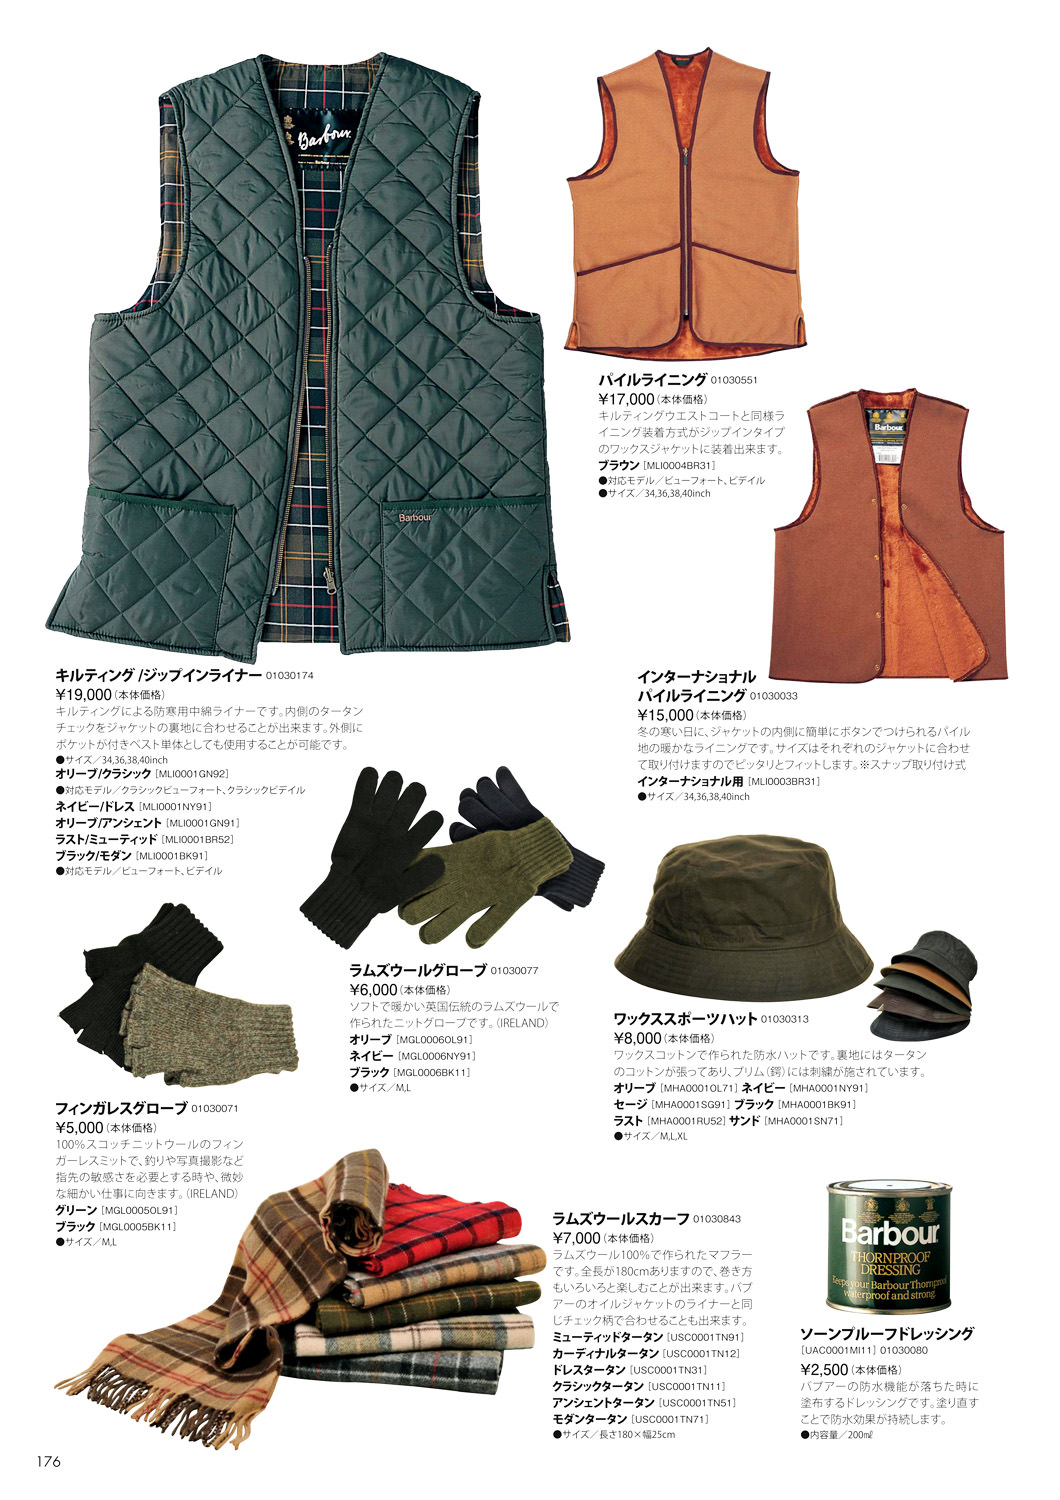 Barbour
Barbour
パイルライニング 01030551
¥17,000(本体価格)
キルティングウエストコートと同様ラ
イニング装着方式がジップインタイプ
のワックスジャケットに装着出来ます。
ブラウン [MLI0004BR31]
●対応モデル／ビューフォート、ビデイル
●サイズ／34,36,38,40inch
Barbour
キルティング/ジップインライナー 01030174
¥19,000(本体価格)
キルティングによる防寒用中綿ライナーです。内側のタータン
チェックをジャケットの裏地に合わせることが出来ます。外側に
ポケットが付きベスト単体としても使用することが可能です。
●サイズ／34,36,38,40inch
オリーブ/クラシック [MLI0001GN92]
●対応モデル／クラシックビューフォート、クラシックビデイル
ネイビー/ドレス [MLI0001NY91]
オリーブ/アンシェント [MLI0001GN91]
ラスト/ミューティッド [MLI0001BR52]
ブラック/モダン [MLI0001BK91]
●対応モデル／ビューフォート、ビデイル
インターナショナル
パイルライニング 01030033
¥15,000(本体価格)
冬の寒い日に、ジャケットの内側に簡単にボタンでつけられるパイル
地の暖かなライニングです。サイズはそれぞれのジャケットに合わせ
て取り付けますのでピッタリとフィットします。※スナップ取り付け式
インターナショナル用 [MLI0003BR31]
●サイズ／34,36,38,40inch
ラムズウールグローブ 01030077
¥6,000(本体価格)
ソフトで暖かい英国伝統のラムズウールで
作られたニットグローブです。(IRELAND)
オリーブ [MGL0006OL91]
ネイビー [MGL0006NY91]
ブラック [MGL0006BK11]
●サイズ／M,L
ワックススポーツハット 01030313
¥8,000(本体価格)
ワックスコットンで作られた防水ハットです。裏地にはタータン
のコットンが張ってあり、ブリム(鍔)には刺繍が施されています。
オリーブ [MHA0001OL71] ネイビー [MHA0001NY91]
セージ [MHA0001SG91] ブラック [MHA0001BK91]
ラスト [MHA0001RU52] サンド [MHA0001SN71]
●サイズ／M,L,XL
フィンガレスグローブ 01030071
¥5,000(本体価格)
100%スコッチニットウールのフィン
ガーレスミットで、釣りや写真撮影など
指先の敏感さを必要とする時や、微妙
な細かい仕事に向きます。(IRELAND)
グリーン [MGL0005OL91]
ブラック [MGL0005BK11]
●サイズ／M,L
ラムズウールスカーフ 01030843
¥7,000(本体価格)
ラムズウール100%で作られたマフラー
です。全長が180cmありますので、巻き方
もいろいろと楽しむことが出来ます。バブ
アーのオイルジャケットのライナーと同
じチェック柄で合わせることも出来ます。
ミューティッドタータン [USC0001TN91]
カーディナルタータン [USC0001TN12]
ドレスタータン [USC0001TN31]
クラシックタータン [USC0001TN11]
アンシェントタータン [USC0001TN51]
モダンタータン [USC0001TN71]
●サイズ／長さ180×幅25cm
Barbour
THORNPROOF
DRESSING
Keeps your Barbour Thornproof
waterproof and strong.
ソーンプルーフドレッシング
[UAC0001MI11] 01030080
¥2,500(本体価格)
バブアーの防水機能が落ちた時に
塗布するドレッシングです。塗り直す
ことで防水効果が持続します。
●内容量／200㎖
176